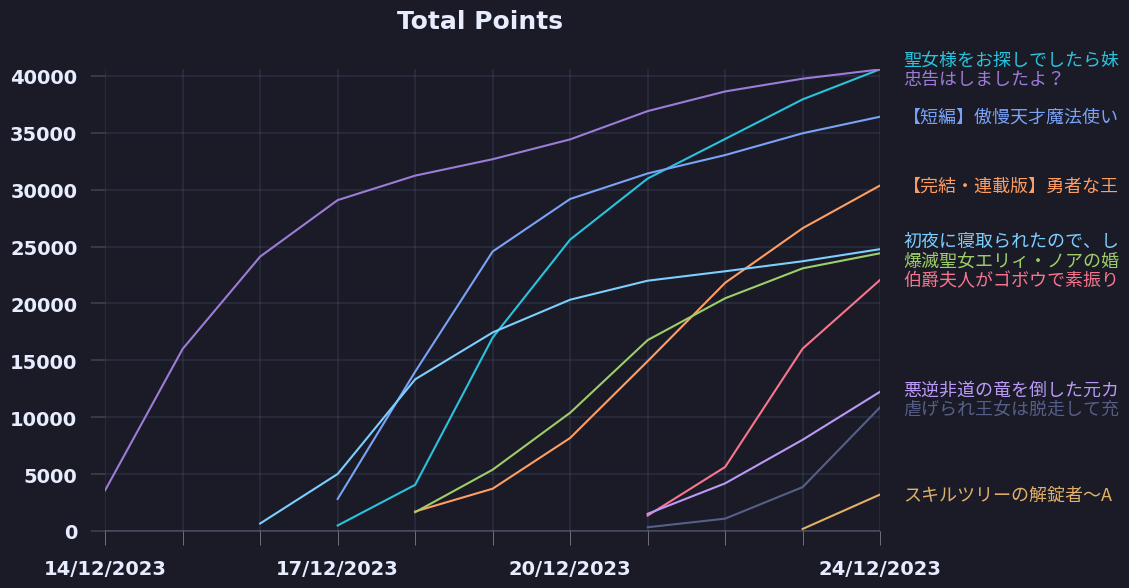 Total Points
40000
35000
30000
25000
20000
15000
10000
5000
0
14/12/2023
17/12/2023
20/12/2023
24/12/2023
聖女様をお探しでしたら妹
忠告はしましたよ？
【短編】傲慢天才魔法使い
【完結・連載版】勇者な王
初夜に寝取られたので、し
爆滅聖女エリィ・ノアの婚
伯爵夫人がゴボウで素振り
悪逆非道の竜を倒した元カ
虐げられ王女は脱走して充
スキルツリーの解錠者～A